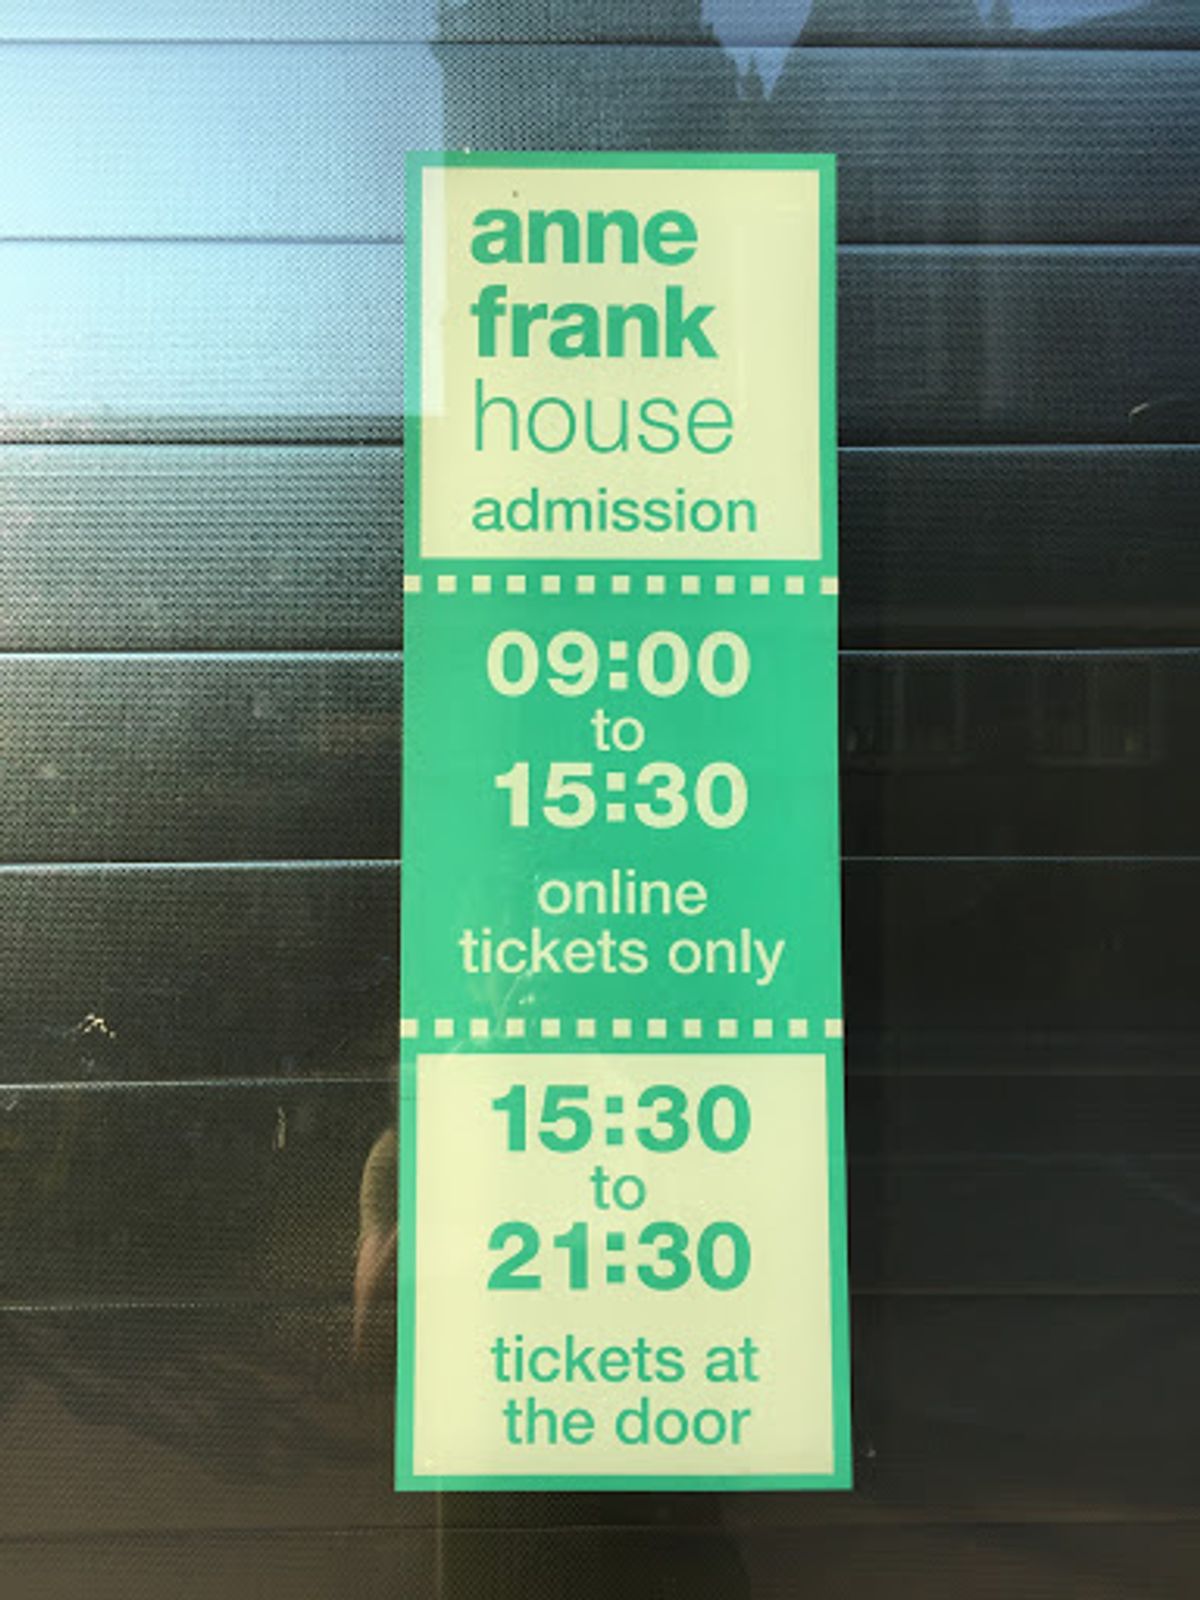 anne
frank
house
admission
09:00
to
15:30
online
tickets only
15:30
to
21:30
tickets at
the door